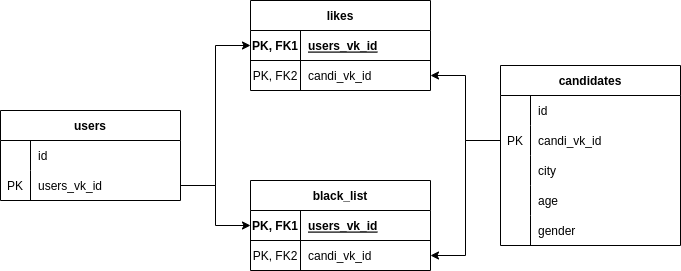 likes
PK, FK1 users_vk_id
PK, FK2 candi_vk_id
users
id
PK users_vk_id
black_list
PK, FK1 users_vk_id
PK, FK2 candi_vk_id
candidates
id
PK candi_vk_id
city
age
gender